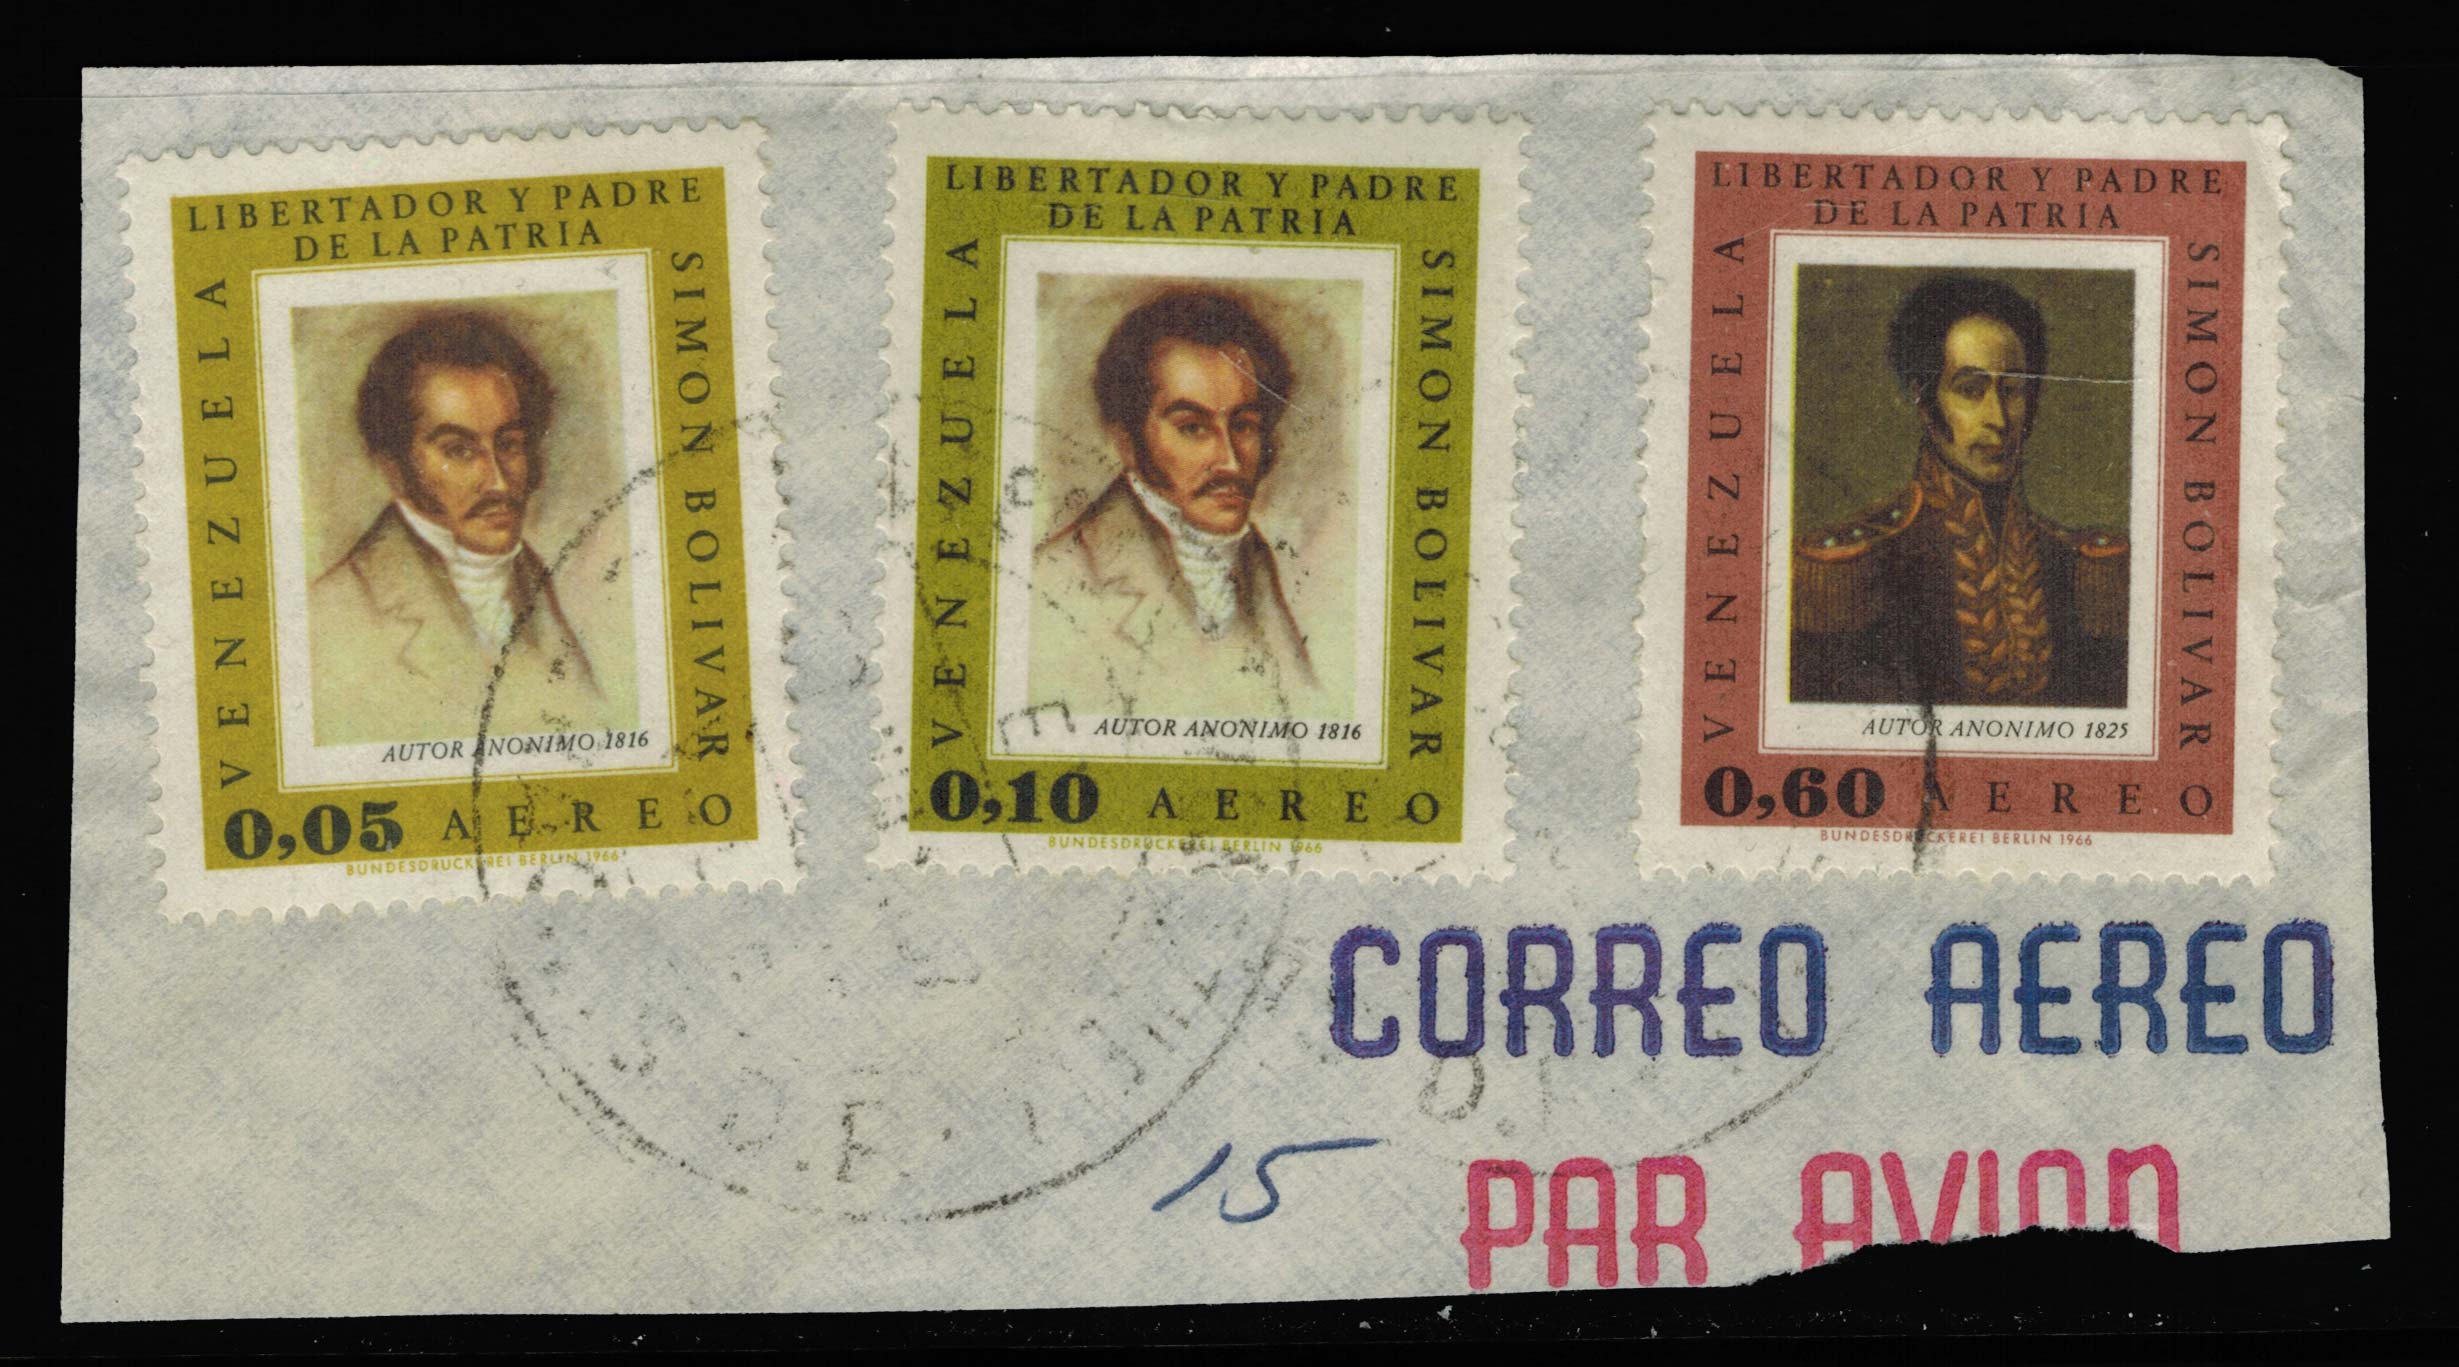 LIBERTADOR Y PADRE
DE LA PATRIA
VENEZUELA
SIMON BOLIVAR
AUTOR ANONIMO 1816
0,05 AEREO
BUNDESDRUCKEREI BERLIN 1966
LIBERTADOR Y PADRE
DE LA PATRIA
VENEZUELA
SIMON BOLIVAR
AUTOR ANONIMO 1816
0,10 AEREO
BUNDESDRUCKEREI BERLIN 1966
LIBERTADOR Y PADRE
DE LA PATRIA
VENEZUELA
SIMON BOLIVAR
AUTOR ANONIMO 1825
0,60 AEREO
BUNDESDRUCKEREI BERLIN 1966
CORREO AEREO
15
PAR AVION